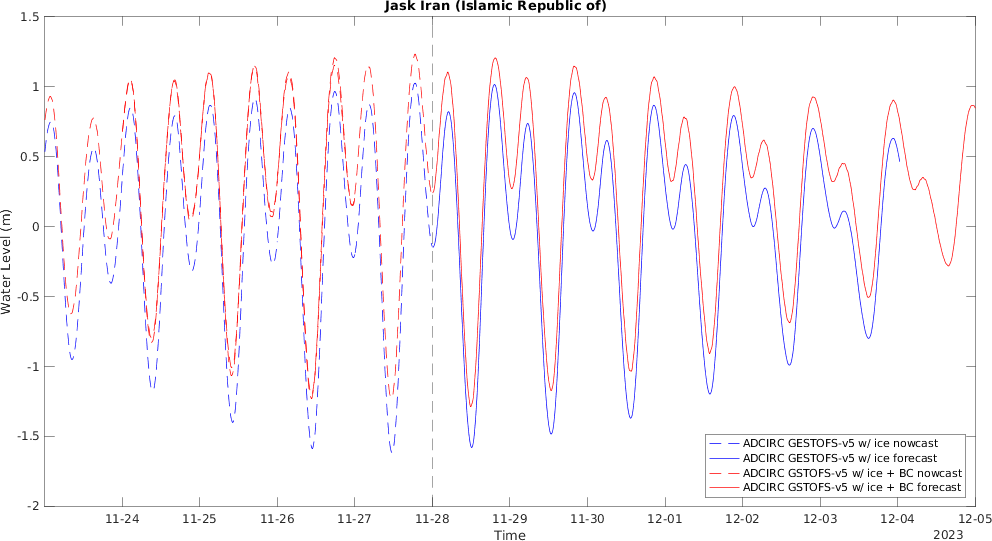 Jask Iran (Islamic Republic of)
1.5
1
0.5
0
-0.5
-1
-1.5
-2
Water Level (m)
11-24 11-25 11-26 11-27 11-28 11-29 11-30 12-01 12-02 12-03 12-04 12-05
Time
2023
ADCIRC GESTOFS-v5 w/ ice nowcast
ADCIRC GESTOFS-v5 w/ ice forecast
ADCIRC GSTOFS-v5 w/ ice + BC nowcast
ADCIRC GSTOFS-v5 w/ ice + BC forecast